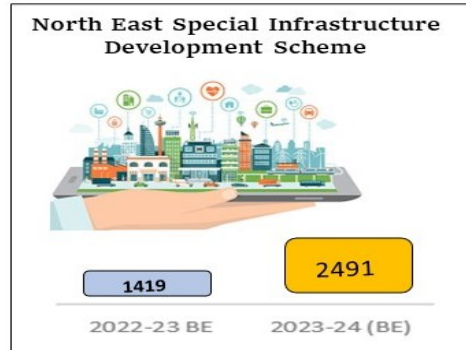 North East Special Infrastructure
Development Scheme
1419
2491
2022-23 BE
2023-24 (BE)